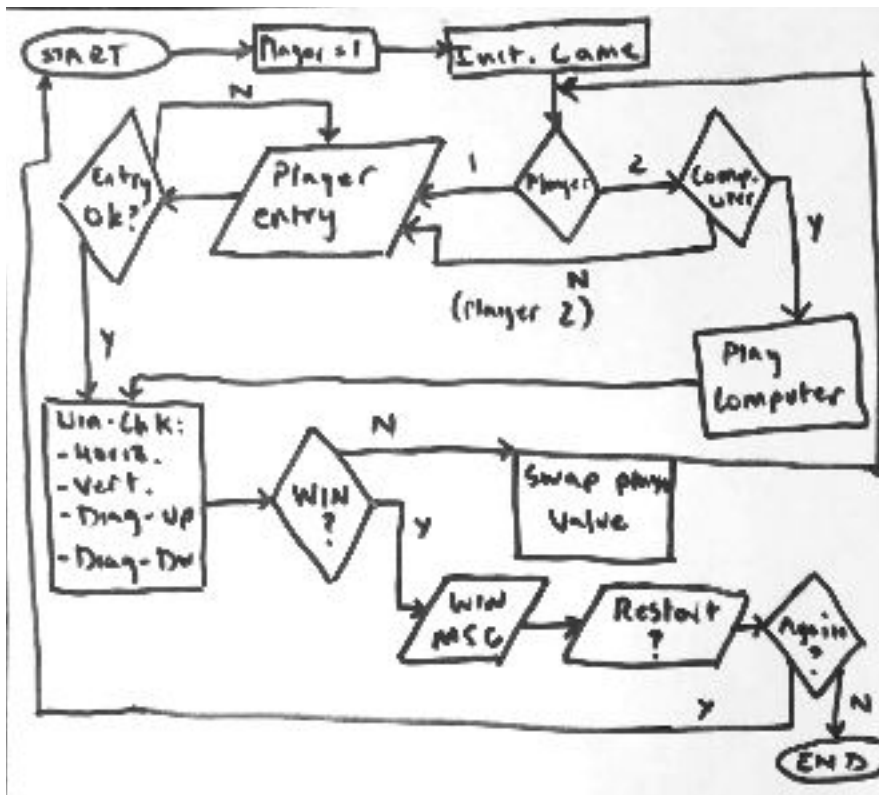 START
Player=1
Init. Game
N
Entry
Ok?
Player
entry
1
Player
2
Comp-
uter
Y
N
(Player 2)
Y
Play
Computer
Win-Chk:
-Horiz.
-Vert.
-Diag-Up
-Diag-Dn
WIN
?
N
Swap player
Value
Y
WIN
MSG
Restart
?
Again
?
Y
N
END